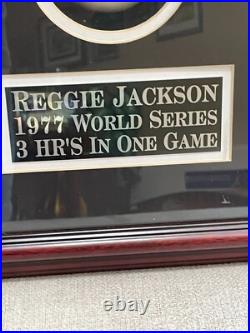 REGGIE JACKSON
1977 WORLD SERIES
3 HR'S IN ONE GAME